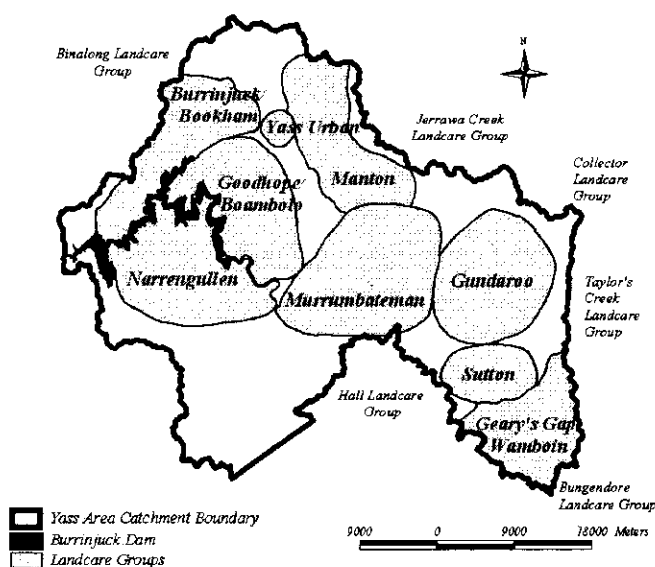 N
Binalong Landcare
Group
Burrinjuck/
Bookham
Yass Urban
Jerrawa Creek
Landcare Group
Collector
Landcare
Group
Goodhope/
Boambolo
Manton
Narrengullen
Murrumbateman
Gundaroo
Taylor's
Creek
Landcare
Group
Sutton
Hall Landcare
Group
Geary's Gap
Wamboin
Bungendore
Landcare Group
Yass Area Catchment Boundary
Burrinjuck Dam
Landcare Groups
9000 0 9000 18000 Meters